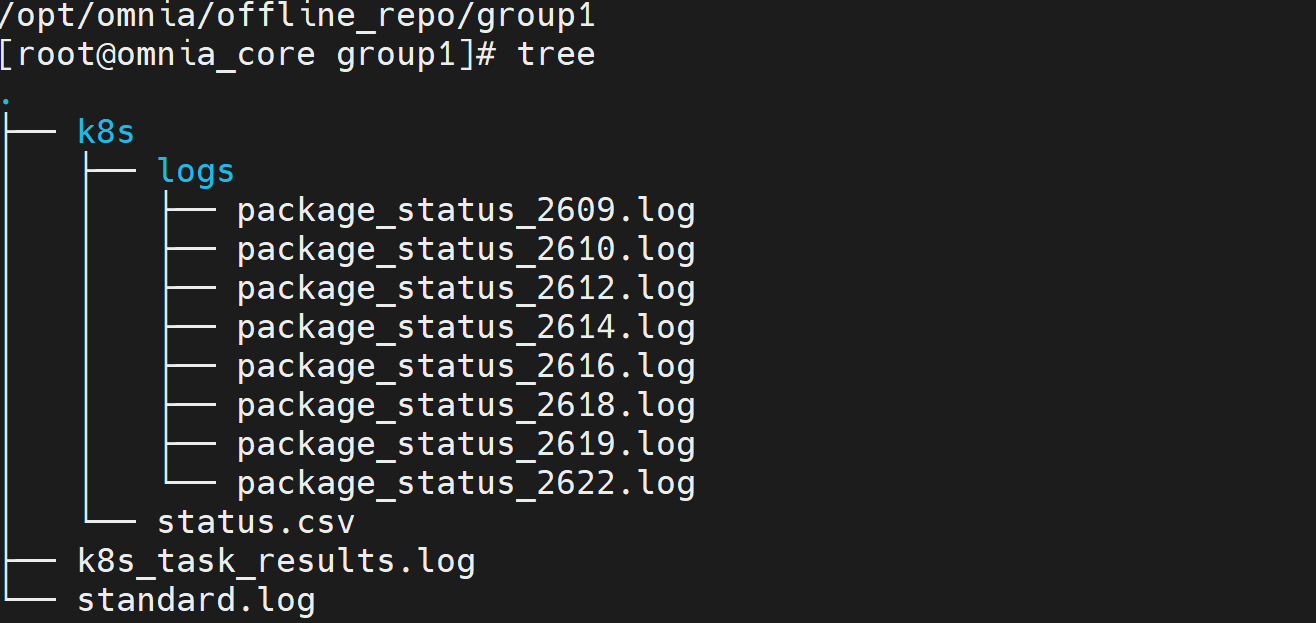 /opt/omnia/offline_repo/group1
[root@omnia_core group1]# tree
.
├── k8s
│   ├── logs
│   │   ├── package_status_2609.log
│   │   ├── package_status_2610.log
│   │   ├── package_status_2612.log
│   │   ├── package_status_2614.log
│   │   ├── package_status_2616.log
│   │   ├── package_status_2618.log
│   │   ├── package_status_2619.log
│   │   └── package_status_2622.log
│   └── status.csv
├── k8s_task_results.log
└── standard.log